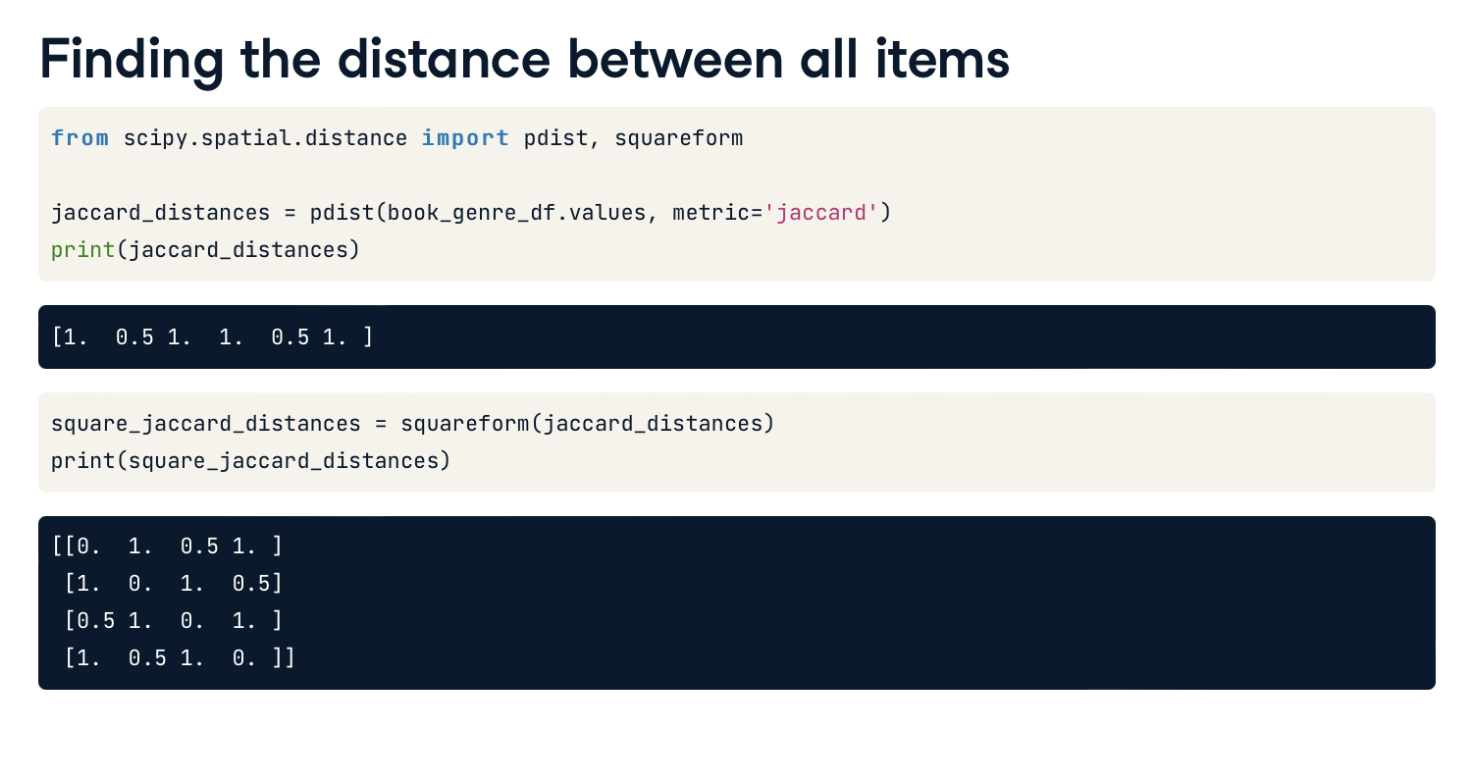 Finding the distance between all items
from scipy.spatial.distance import pdist, squareform
jaccard_distances = pdist(book_genre_df.values, metric='jaccard')
print(jaccard_distances)
[1.  0.5 1.  1.  0.5 1. ]
square_jaccard_distances = squareform(jaccard_distances)
print(square_jaccard_distances)
[[0.  1.  0.5 1. ]
 [1.  0.  1.  0.5]
 [0.5 1.  0.  1. ]
 [1.  0.5 1.  0. ]]